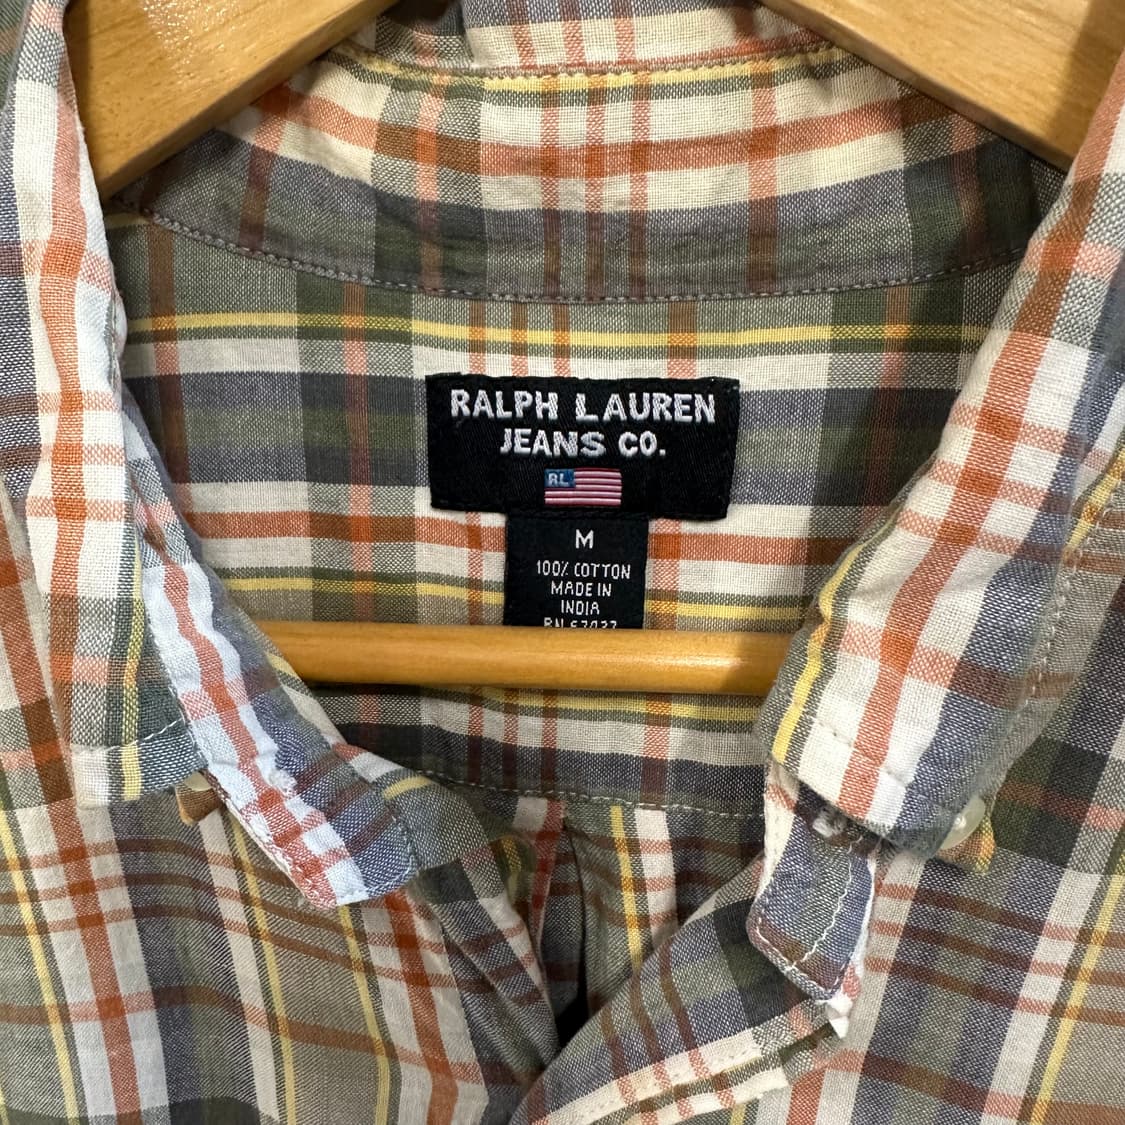 RALPH LAUREN
JEANS CO.
RL
M
100% COTTON
MADE IN
INDIA